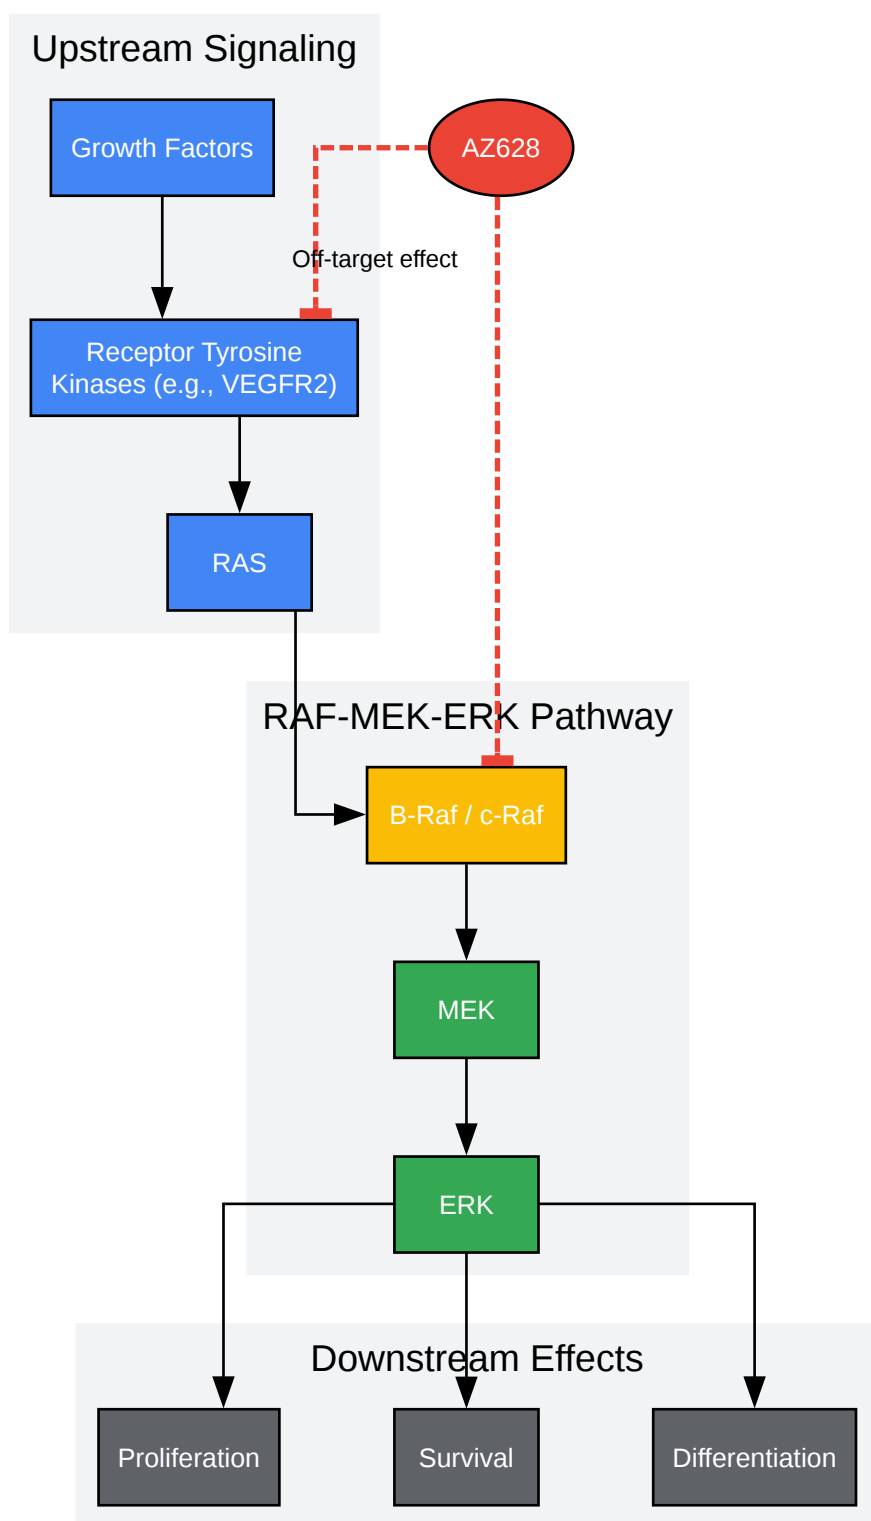 Upstream Signaling
Growth Factors
AZ628
Off-target effect
Receptor Tyrosine
Kinases (e.g., VEGFR2)
RAS
RAF-MEK-ERK Pathway
B-Raf / c-Raf
MEK
ERK
Downstream Effects
Proliferation
Survival
Differentiation